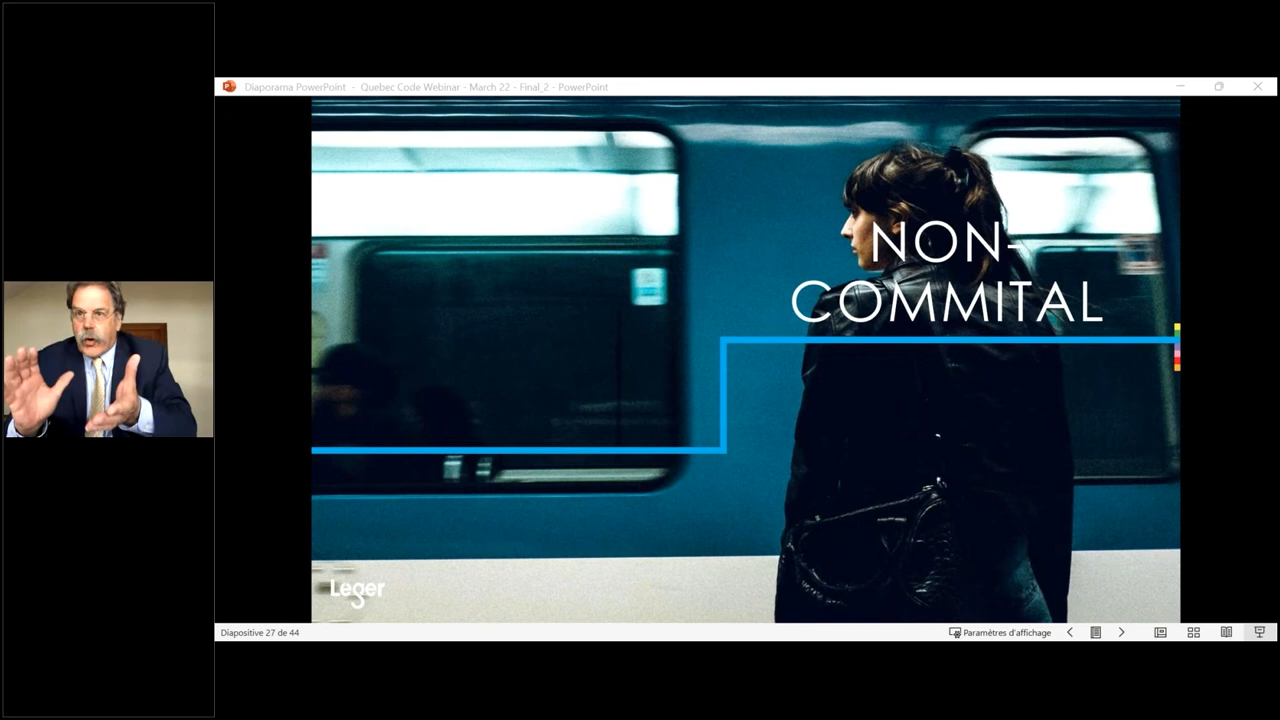 Diaporama PowerPoint - Quebec Code Webinar - March 22 - Final_2 - PowerPoint
NON-
COMMITAL
Leger
Diapositive 27 de 44
Paramètres d'affichage